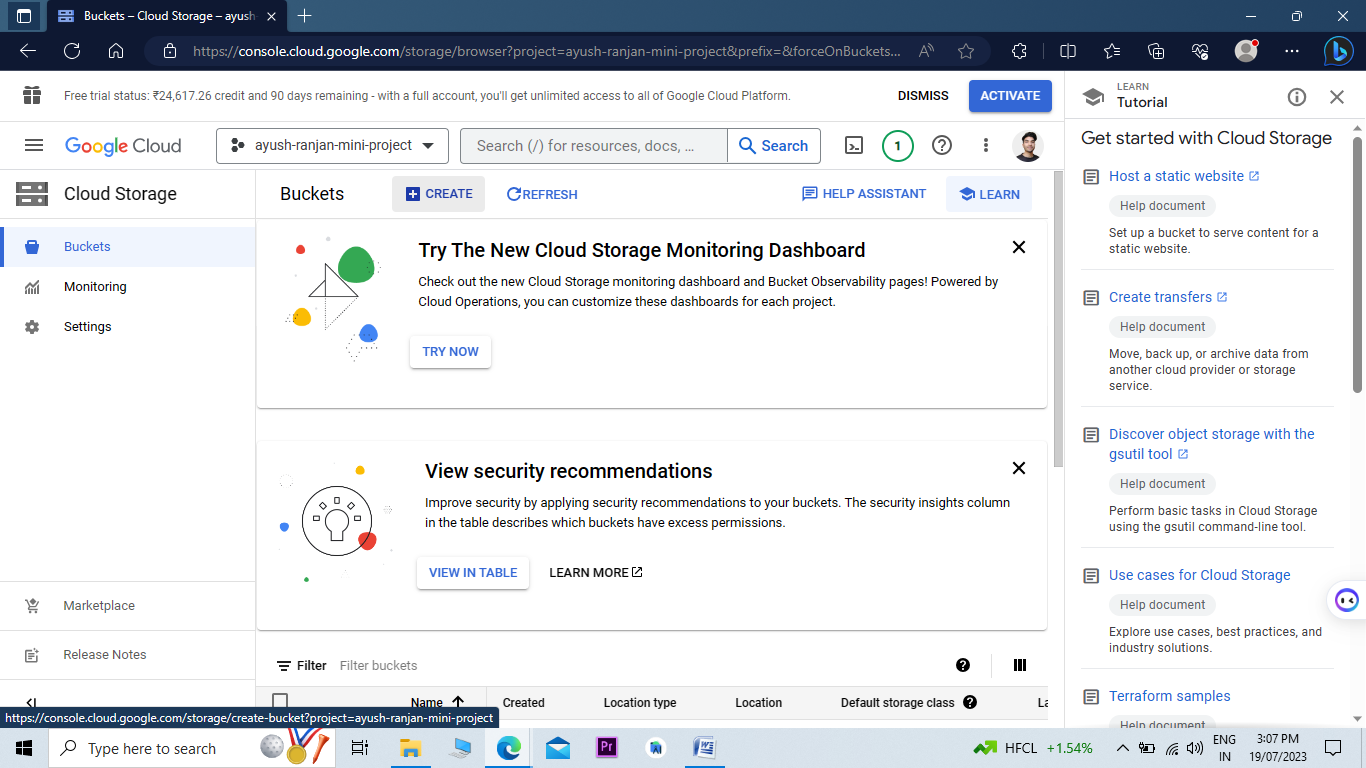 Buckets – Cloud Storage – ayush-
https://console.cloud.google.com/storage/browser?project=ayush-ranjan-mini-project&prefix=&forceOnBuckets...
Free trial status: ₹24,617.26 credit and 90 days remaining - with a full account, you'll get unlimited access to all of Google Cloud Platform.
DISMISS
ACTIVATE
LEARN
Tutorial
Google Cloud
ayush-ranjan-mini-project
Search (/) for resources, docs, ...
Search
1
Get started with Cloud Storage
Cloud Storage
Buckets
CREATE
REFRESH
HELP ASSISTANT
LEARN
Buckets
Monitoring
Settings
Try The New Cloud Storage Monitoring Dashboard
Check out the new Cloud Storage monitoring dashboard and Bucket Observability pages! Powered by
Cloud Operations, you can customize these dashboards for each project.
TRY NOW
View security recommendations
Improve security by applying security recommendations to your buckets. The security insights column
in the table describes which buckets have excess permissions.
VIEW IN TABLE
LEARN MORE
Host a static website
Help document
Set up a bucket to serve content for a
static website.
Create transfers
Help document
Move, back up, or archive data from
another cloud provider or storage
service.
Discover object storage with the
gsutil tool
Help document
Perform basic tasks in Cloud Storage
using the gsutil command-line tool.
Use cases for Cloud Storage
Help document
Explore use cases, best practices, and
industry solutions.
Terraform samples
Help document
Marketplace
Release Notes
Filter
Filter buckets
Name
Created
Location type
Location
Default storage class
La
https://console.cloud.google.com/storage/create-bucket?project=ayush-ranjan-mini-project
Type here to search
Pr
W
HFCL +1.54%
ENG
IN
3:07 PM
19/07/2023